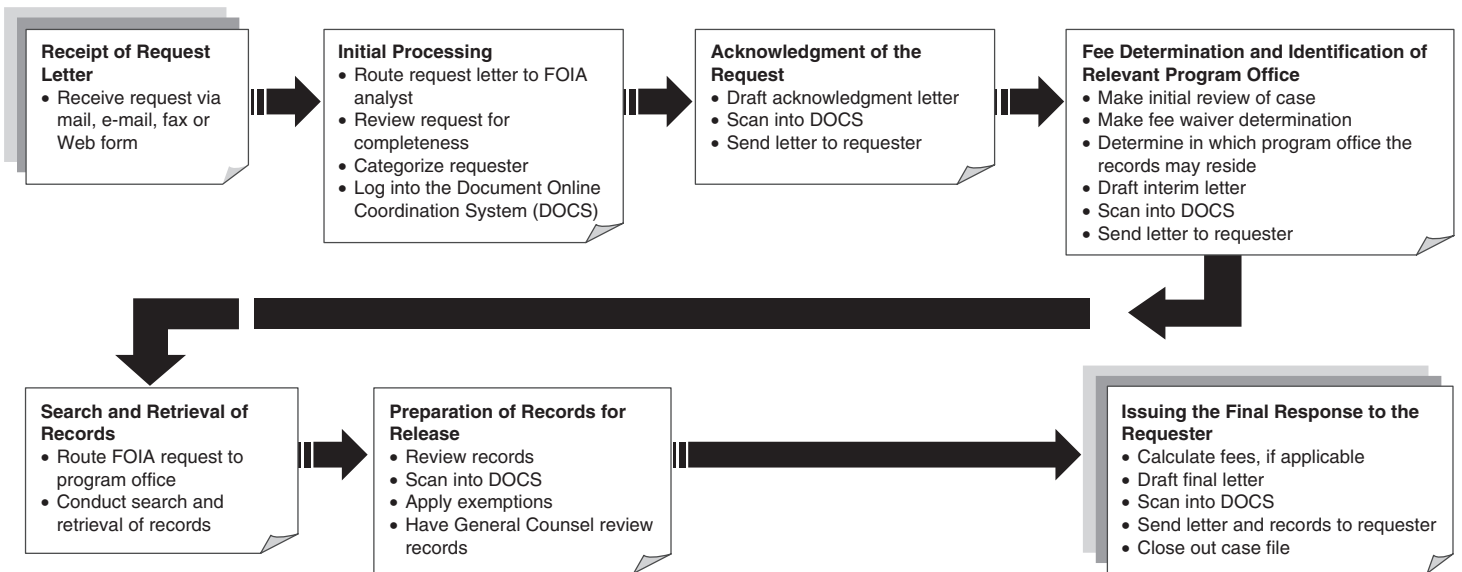 Receipt of Request
Letter
• Receive request via
mail, e-mail, fax or
Web form
Initial Processing
• Route request letter to FOIA
analyst
• Review request for
completeness
• Categorize requester
• Log into the Document Online
Coordination System (DOCS)
Acknowledgment of the
Request
• Draft acknowledgment letter
• Scan into DOCS
• Send letter to requester
Fee Determination and Identification of
Relevant Program Office
• Make initial review of case
• Make fee waiver determination
• Determine in which program office the
records may reside
• Draft interim letter
• Scan into DOCS
• Send letter to requester
Search and Retrieval of
Records
• Route FOIA request to
program office
• Conduct search and
retrieval of records
Preparation of Records for
Release
• Review records
• Scan into DOCS
• Apply exemptions
• Have General Counsel review
records
Issuing the Final Response to the
Requester
• Calculate fees, if applicable
• Draft final letter
• Scan into DOCS
• Send letter and records to requester
• Close out case file